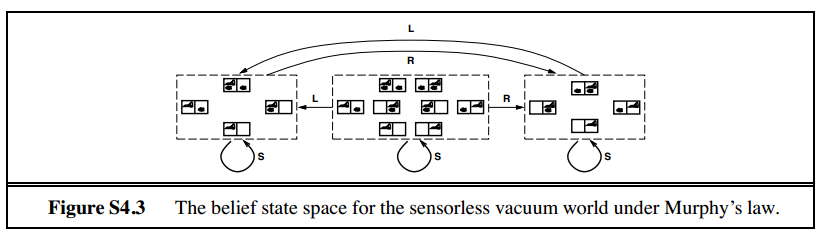 L
R
L
R
S
S
S
Figure S4.3 The belief state space for the sensorless vacuum world under Murphy's law.